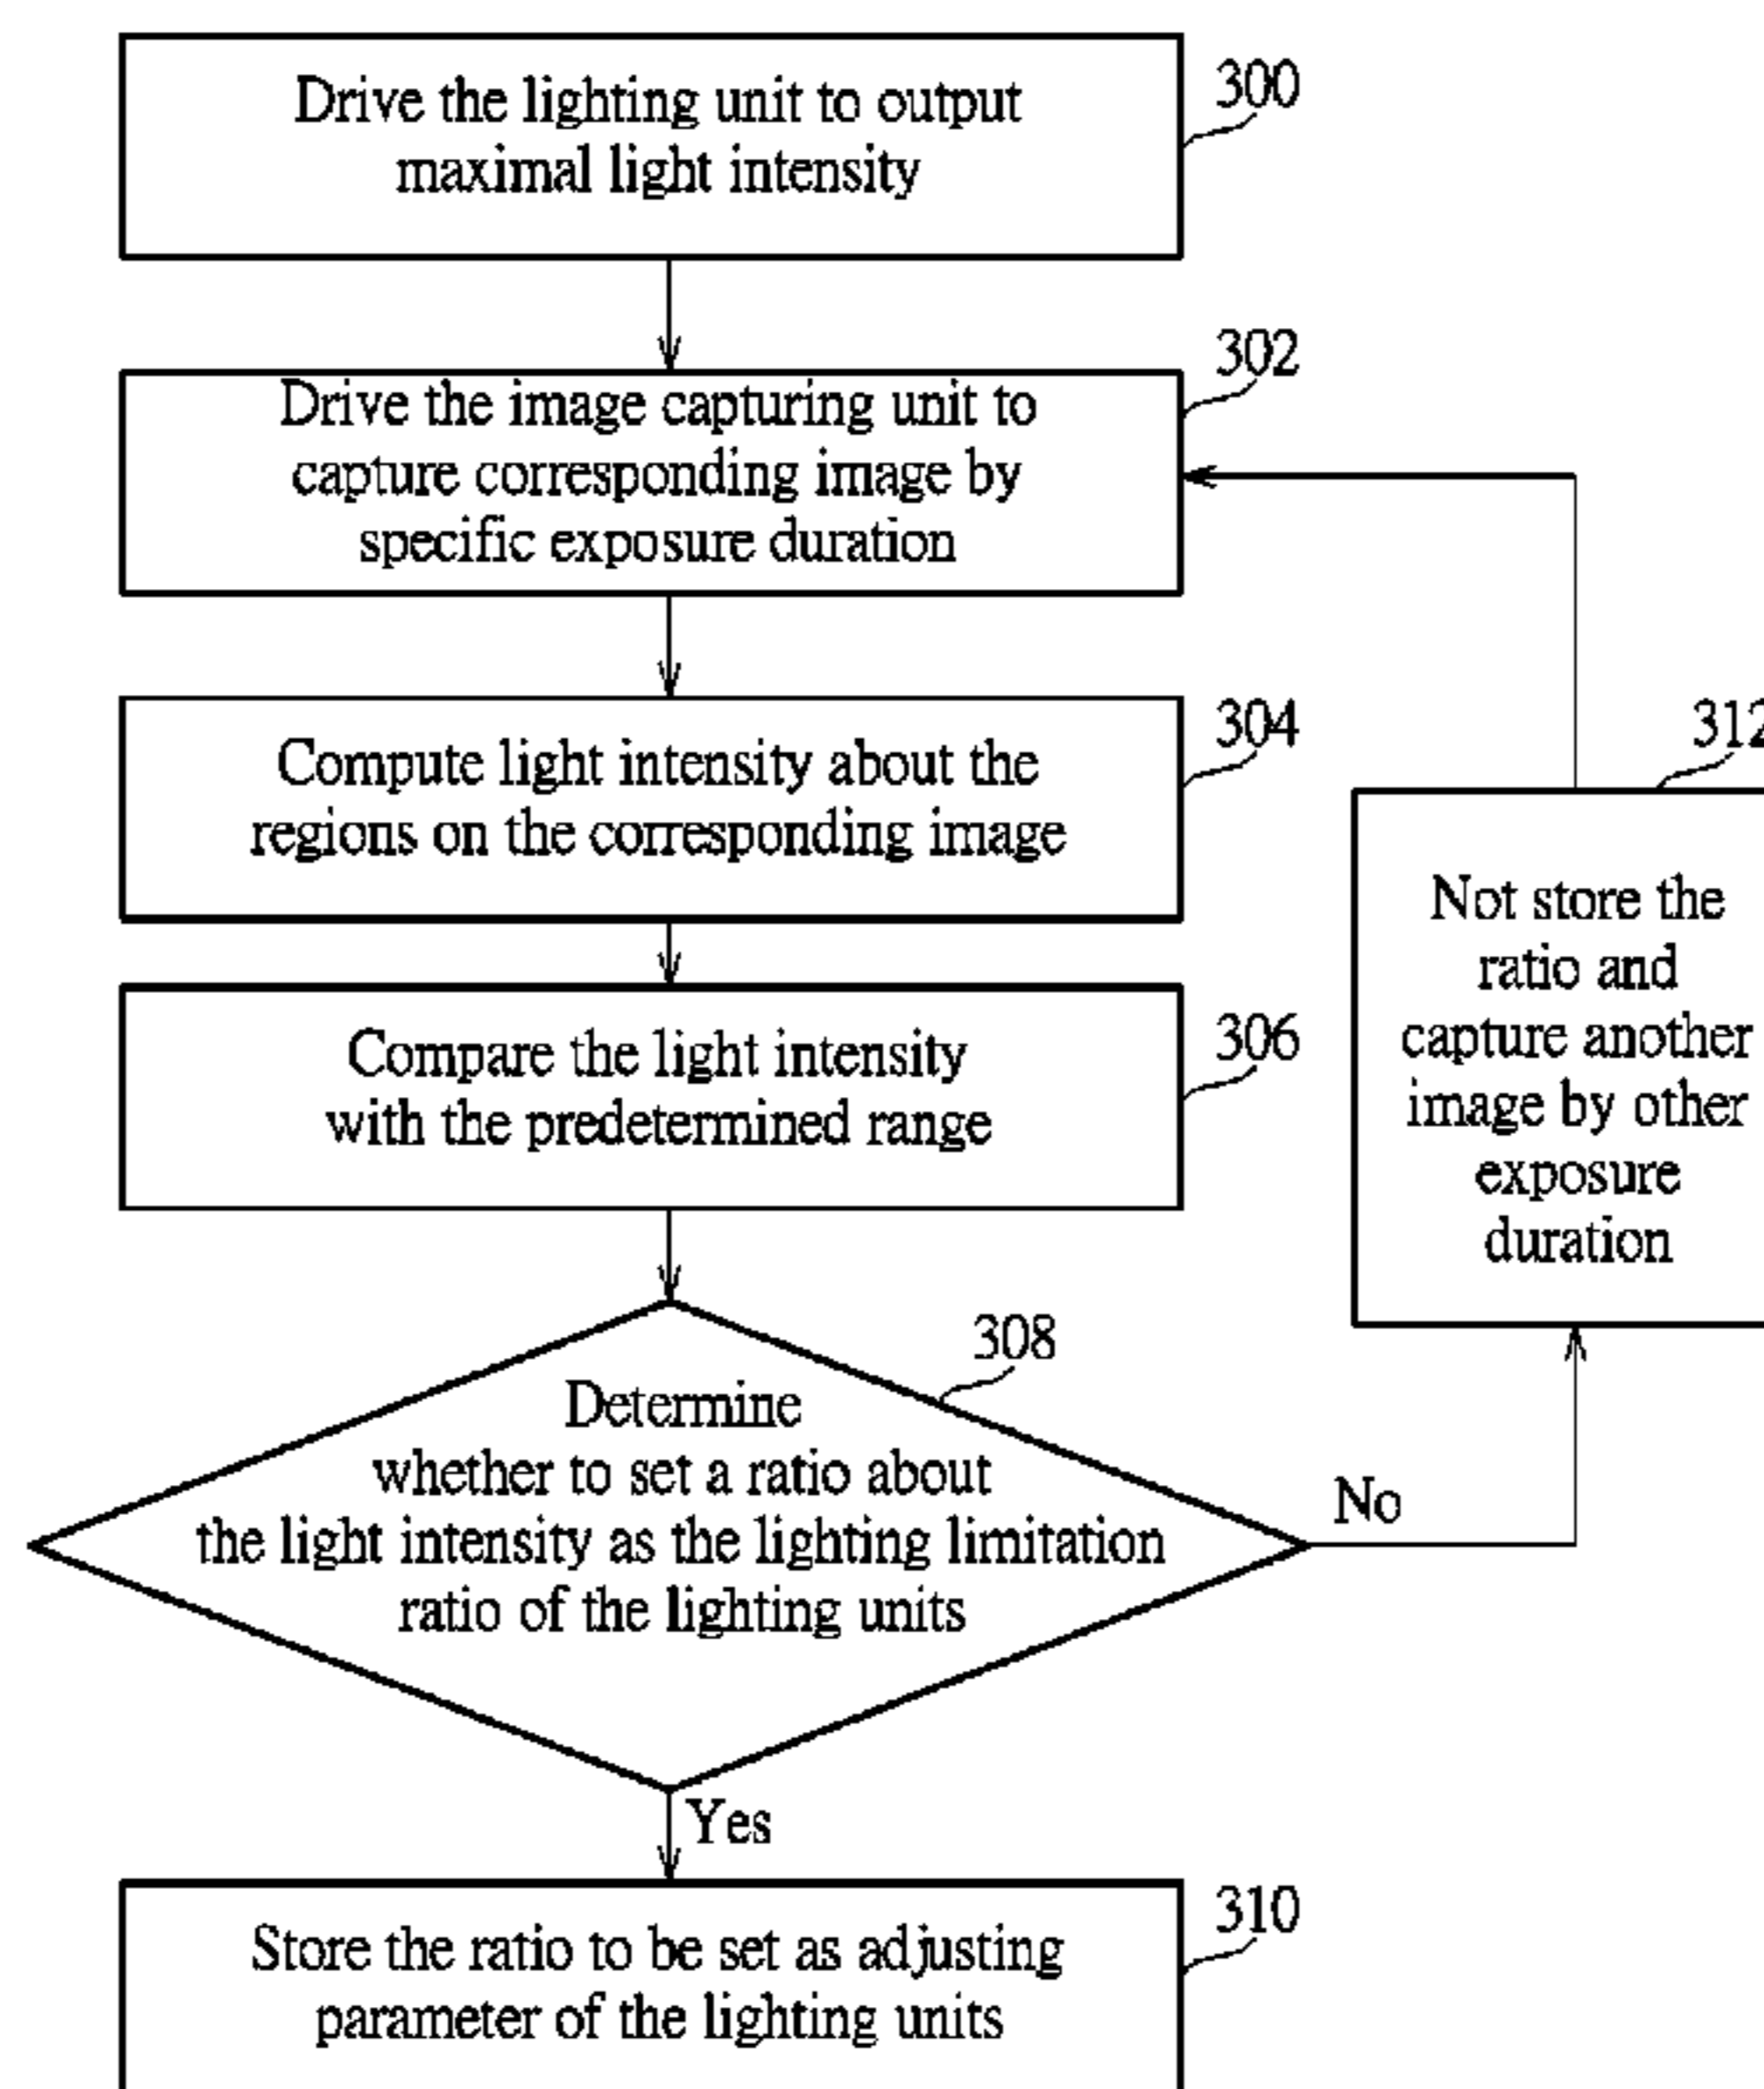 Drive the lighting unit to output
maximal light intensity
300
Drive the image capturing unit to
capture corresponding image by
specific exposure duration
302
Compute light intensity about the
regions on the corresponding image
304
Compare the light intensity
with the predetermined range
306
Determine
whether to set a ratio about
the light intensity as the lighting limitation
ratio of the lighting units
308
No
312
Not store the
ratio and
capture another
image by other
exposure
duration
Yes
Store the ratio to be set as adjusting
parameter of the lighting units
310